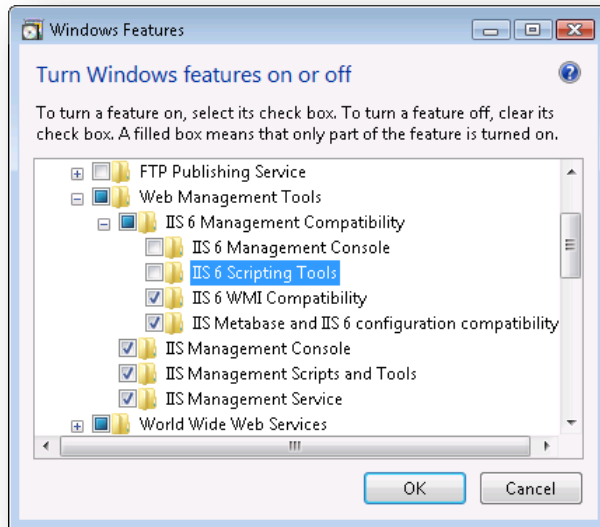 Windows Features
Turn Windows features on or off
To turn a feature on, select its check box. To turn a feature off, clear its
check box. A filled box means that only part of the feature is turned on.
FTP Publishing Service
Web Management Tools
IIS 6 Management Compatibility
IIS 6 Management Console
IIS 6 Scripting Tools
IIS 6 WMI Compatibility
IIS Metabase and IIS 6 configuration compatibility
IIS Management Console
IIS Management Scripts and Tools
IIS Management Service
World Wide Web Services
OK Cancel